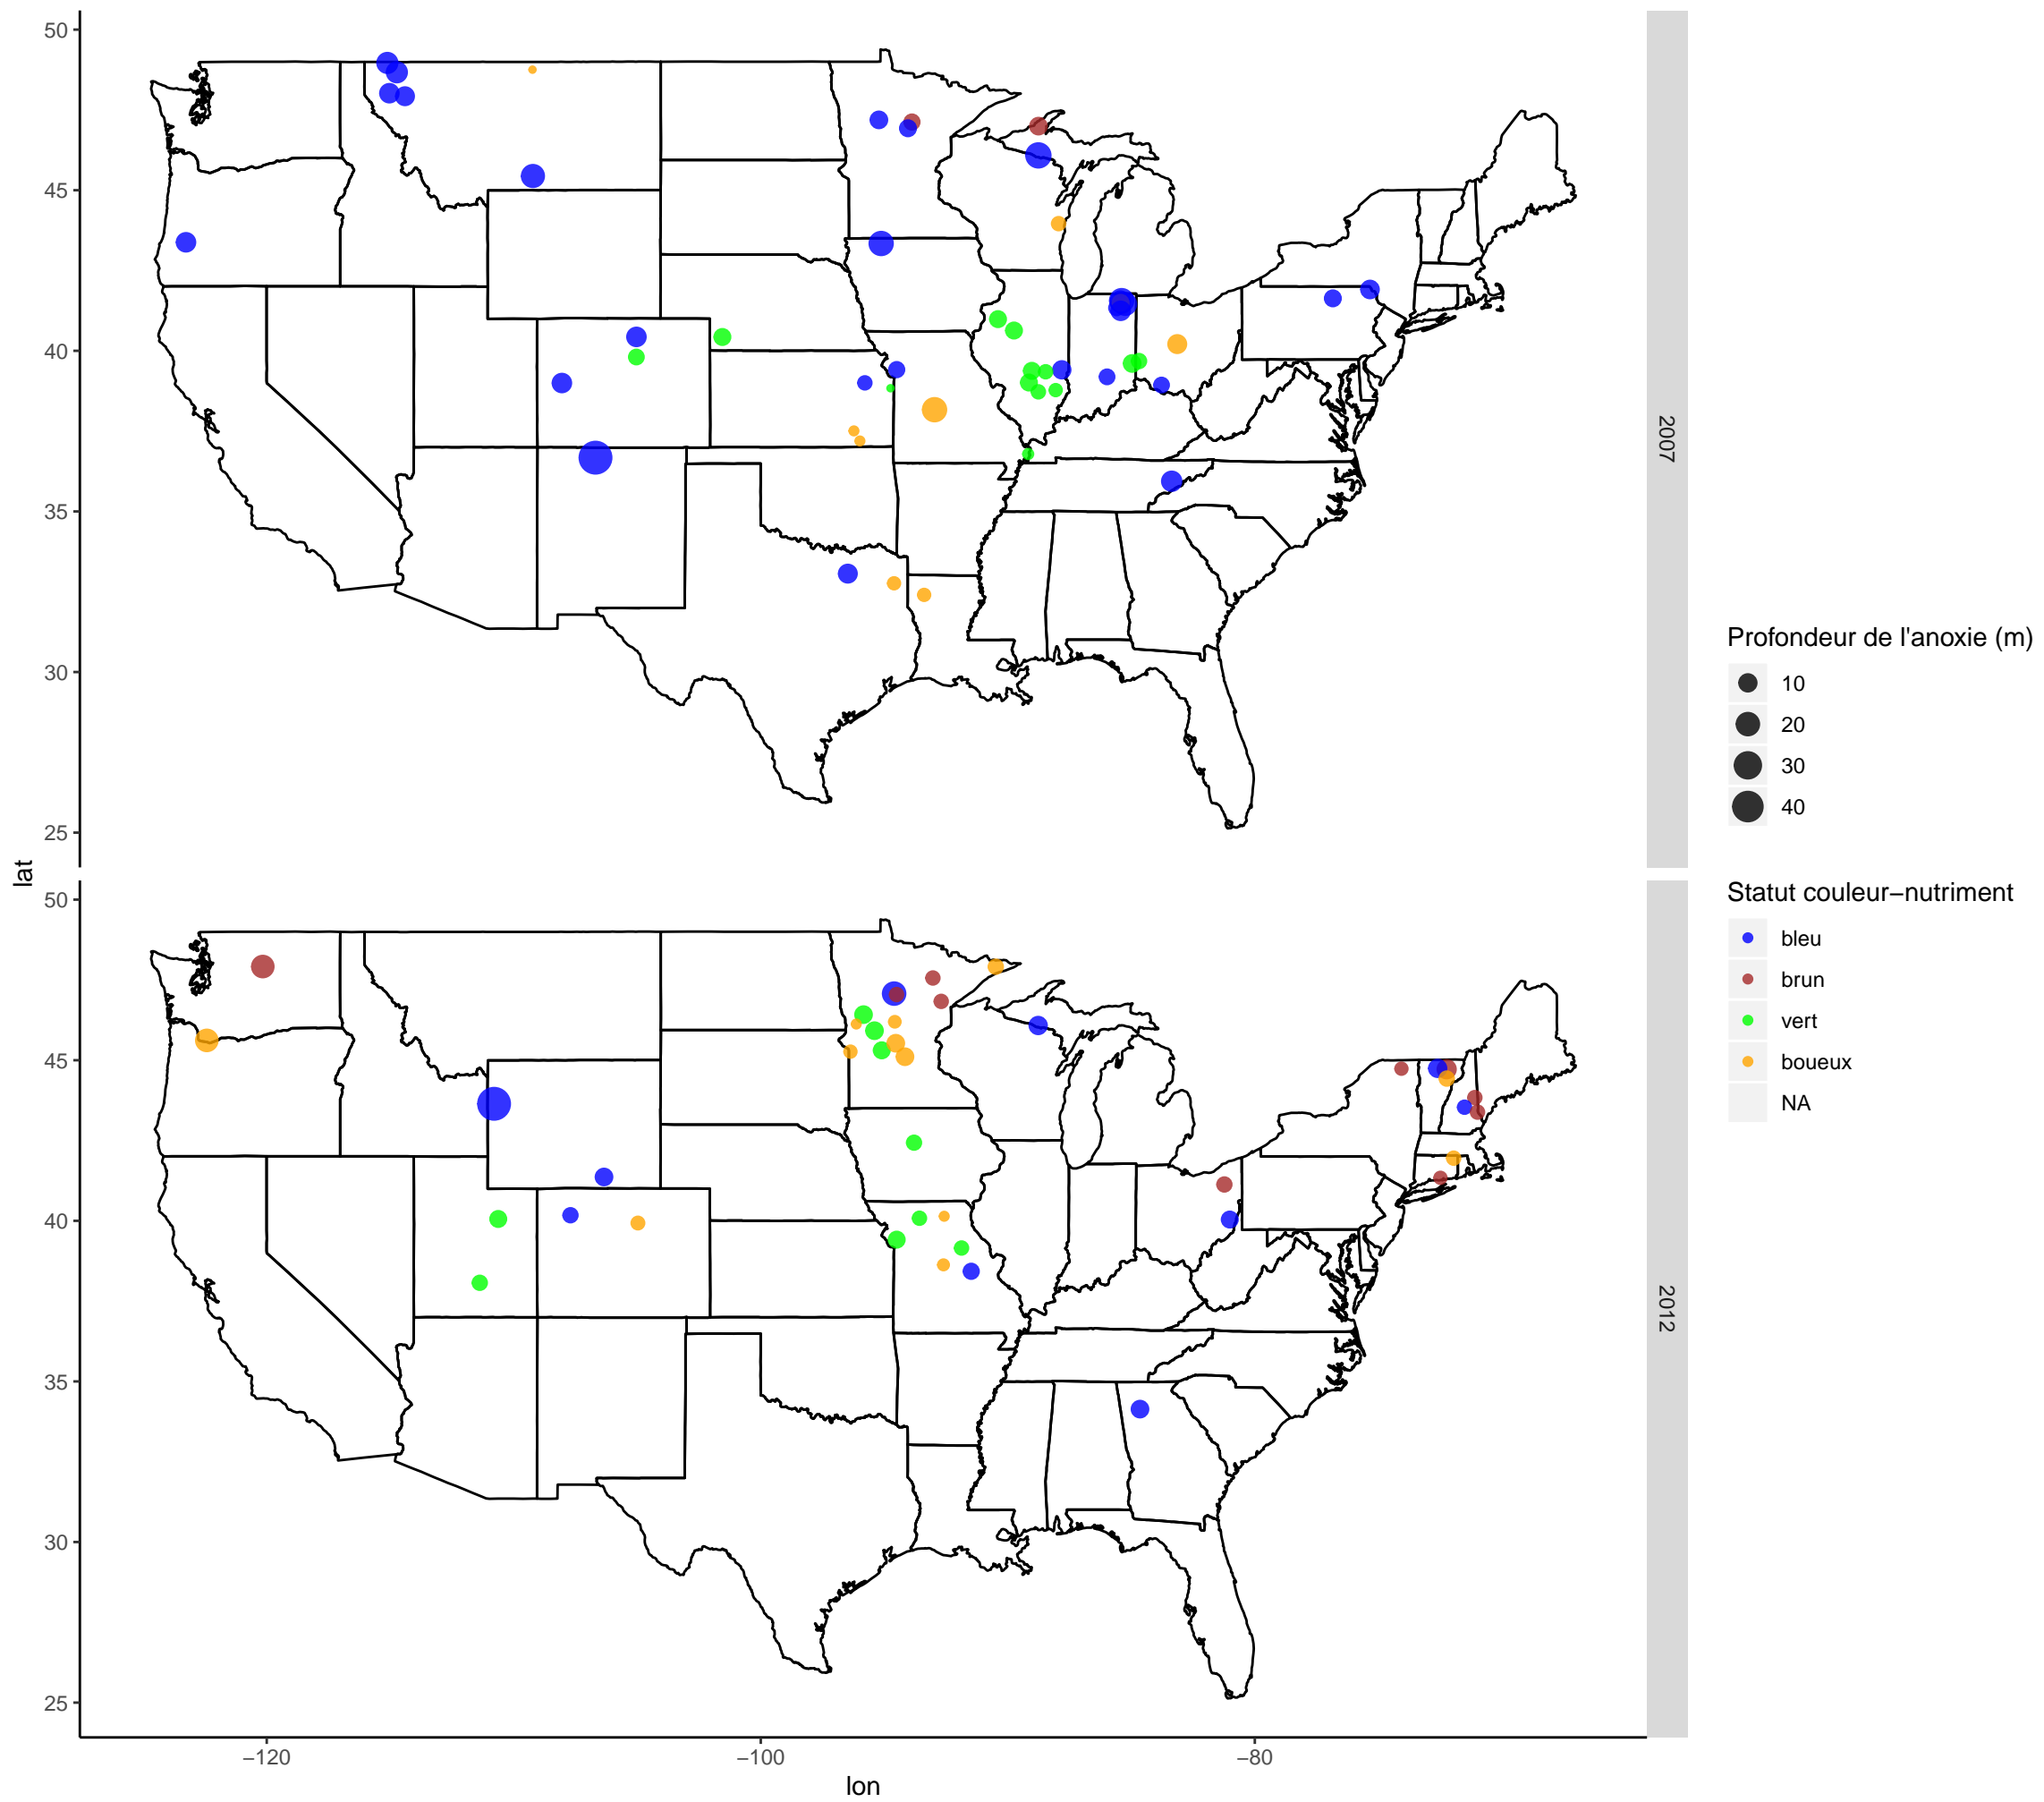 50
45
40
35
30
25
2007
lat
50
45
40
35
30
25
2012
−120
−100
−80
lon
Profondeur de l'anoxie (m)
10
20
30
40
Statut couleur−nutriment
bleu
brun
vert
boueux
NA